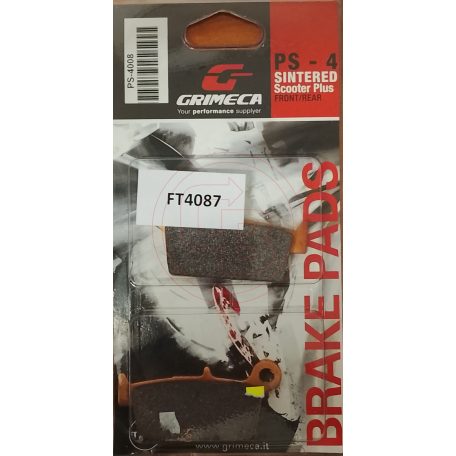 PS-4008
GRIMECA
Your performance supplyer
PS - 4
SINTERED
Scooter Plus
FRONT/REAR
FT4087
BRAKE PADS
www.grimeca.it